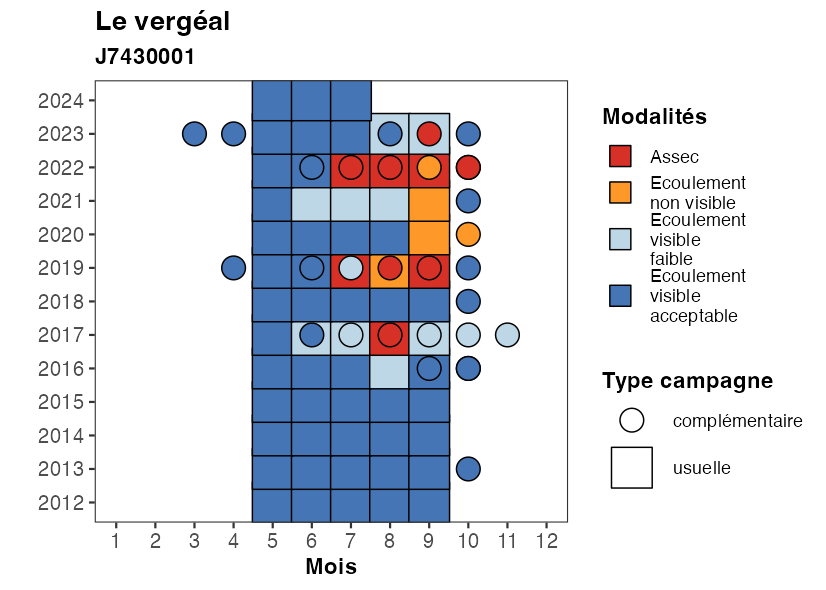 Le vergéal
J7430001
2024
2023
2022
2021
2020
2019
2018
2017
2016
2015
2014
2013
2012
1 2 3 4 5 6 7 8 9 10 11 12
Mois
Modalités
Assec
Ecoulement
non visible
Ecoulement
visible
faible
Ecoulement
visible
acceptable
Type campagne
complémentaire
usuelle